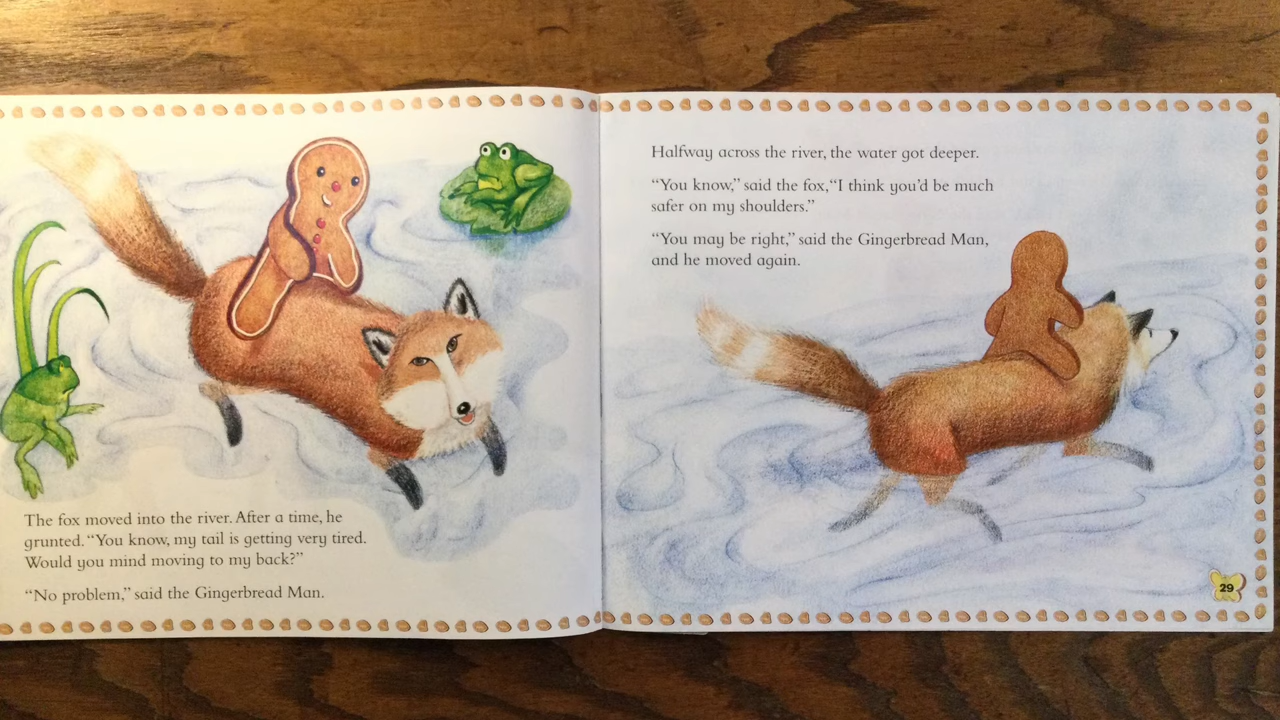 The fox moved into the river. After a time, he
grunted. “You know, my tail is getting very tired.
Would you mind moving to my back?”
“No problem,” said the Gingerbread Man.
Halfway across the river, the water got deeper.
“You know,” said the fox, “I think you’d be much
safer on my shoulders.”
“You may be right,” said the Gingerbread Man,
and he moved again.
29